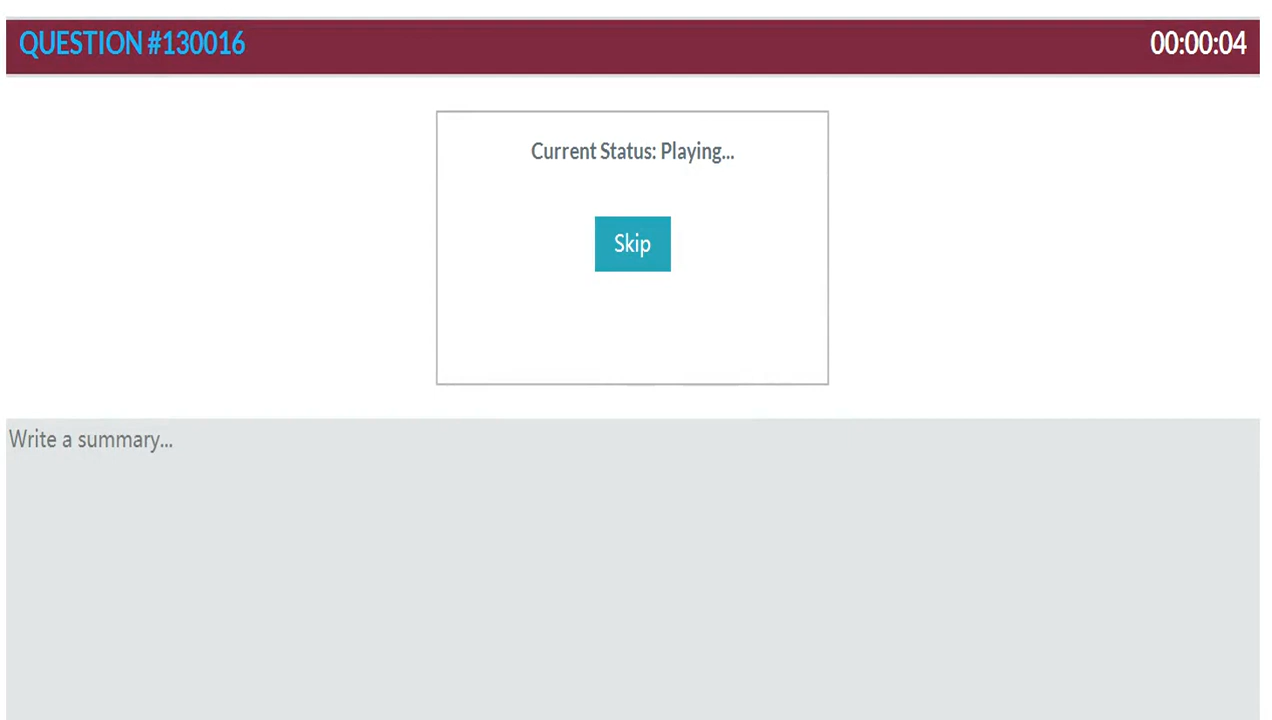 QUESTION #130016 00:00:04
Current Status: Playing...
Skip
Write a summary...